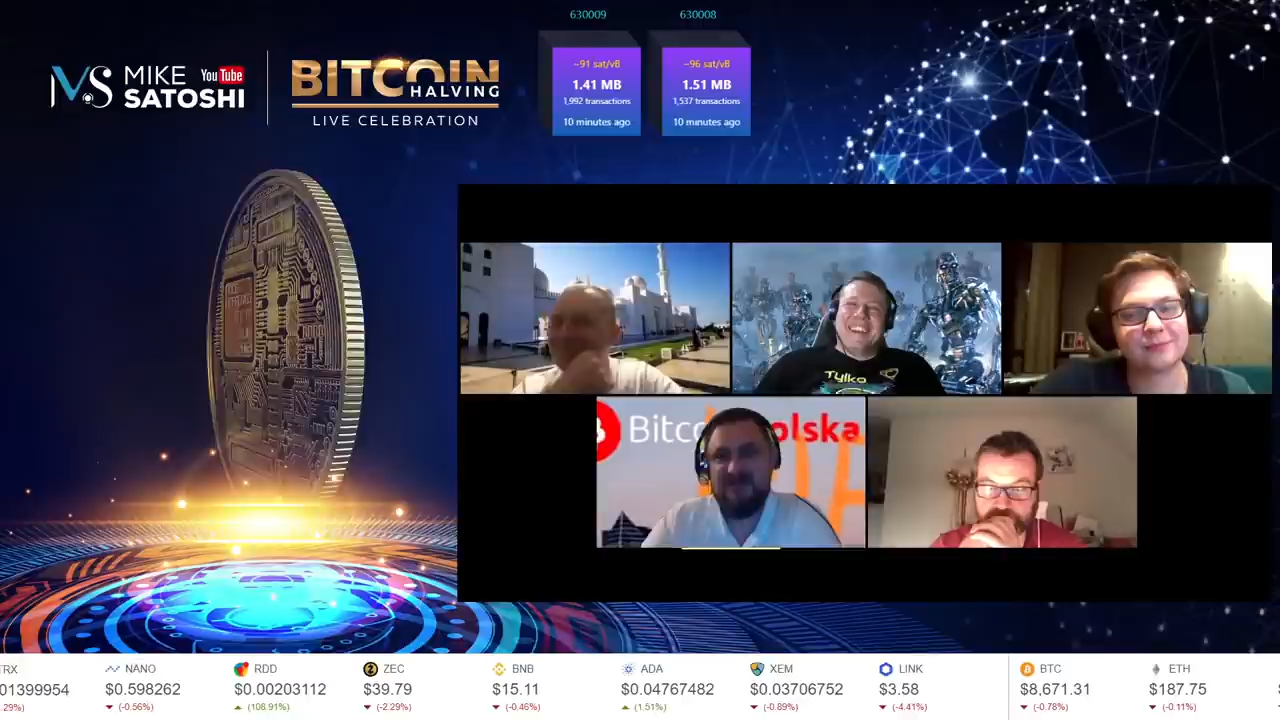 630009
630008
MIKE YouTube
SATOSHI
BITCOIN
HALVING
LIVE CELEBRATION
~91 sat/vB
1.41 MB
1,992 transactions
10 minutes ago
~96 sat/vB
1.51 MB
1,537 transactions
10 minutes ago
Tylko
Bitco olska
TRX
01399954
.29%)
NANO
$0.598262
(-0.56%)
RDD
$0.00203112
(108.91%)
ZEC
$39.79
(-2.29%)
BNB
$15.11
(-0.46%)
ADA
$0.04767482
(1.51%)
XEM
$0.03706752
(-0.89%)
LINK
$3.58
(-4.41%)
BTC
$8,671.31
(-0.78%)
ETH
$187.75
(-0.11%)